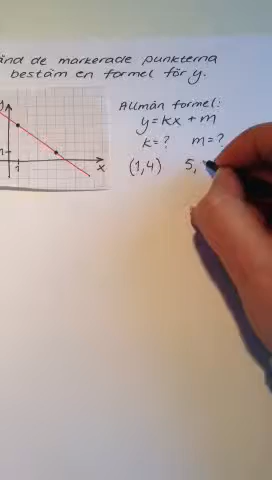 änd de markerade punkterna
bestäm en formel för y.
Allmän formel:
y = kx + m
k = ? m = ?
(1,4) 5,
y
1
x
1